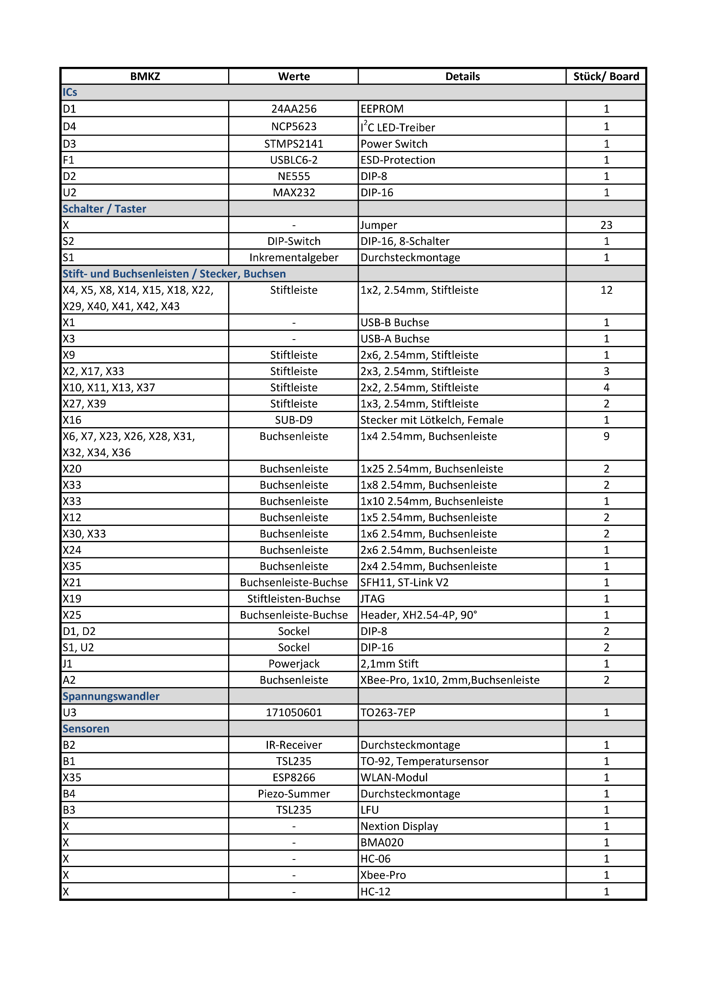 BMKZ Werte Details Stück/ Board
ICs
D1 24AA256 EEPROM 1
D4 NCP5623 I²C LED-Treiber 1
D3 STMPS2141 Power Switch 1
F1 USBLC6-2 ESD-Protection 1
D2 NE555 DIP-8 1
U2 MAX232 DIP-16 1
Schalter / Taster
X - Jumper 23
S2 DIP-Switch DIP-16, 8-Schalter 1
S1 Inkrementalgeber Durchsteckmontage 1
Stift- und Buchsenleisten / Stecker, Buchsen
X4, X5, X8, X14, X15, X18, X22, Stiftleiste 1x2, 2.54mm, Stiftleiste 12
X29, X40, X41, X42, X43
X1 - USB-B Buchse 1
X3 - USB-A Buchse 1
X9 Stiftleiste 2x6, 2.54mm, Stiftleiste 1
X2, X17, X33 Stiftleiste 2x3, 2.54mm, Stiftleiste 3
X10, X11, X13, X37 Stiftleiste 2x2, 2.54mm, Stiftleiste 4
X27, X39 Stiftleiste 1x3, 2.54mm, Stiftleiste 2
X16 SUB-D9 Stecker mit Lötkelch, Female 1
X6, X7, X23, X26, X28, X31, Buchsenleiste 1x4 2.54mm, Buchsenleiste 9
X32, X34, X36
X20 Buchsenleiste 1x25 2.54mm, Buchsenleiste 2
X33 Buchsenleiste 1x8 2.54mm, Buchsenleiste 2
X33 Buchsenleiste 1x10 2.54mm, Buchsenleiste 1
X12 Buchsenleiste 1x5 2.54mm, Buchsenleiste 2
X30, X33 Buchsenleiste 1x6 2.54mm, Buchsenleiste 2
X24 Buchsenleiste 2x6 2.54mm, Buchsenleiste 1
X35 Buchsenleiste 2x4 2.54mm, Buchsenleiste 1
X21 Buchsenleiste-Buchse SFH11, ST-Link V2 1
X19 Stiftleisten-Buchse JTAG 1
X25 Buchsenleiste-Buchse Header, XH2.54-4P, 90° 1
D1, D2 Sockel DIP-8 2
S1, U2 Sockel DIP-16 2
J1 Powerjack 2,1mm Stift 1
A2 Buchsenleiste XBee-Pro, 1x10, 2mm,Buchsenleiste 2
Spannungswandler
U3 171050601 TO263-7EP 1
Sensoren
B2 IR-Receiver Durchsteckmontage 1
B1 TSL235 TO-92, Temperatursensor 1
X35 ESP8266 WLAN-Modul 1
B4 Piezo-Summer Durchsteckmontage 1
B3 TSL235 LFU 1
X - Nextion Display 1
X - BMA020 1
X - HC-06 1
X - Xbee-Pro 1
X - HC-12 1